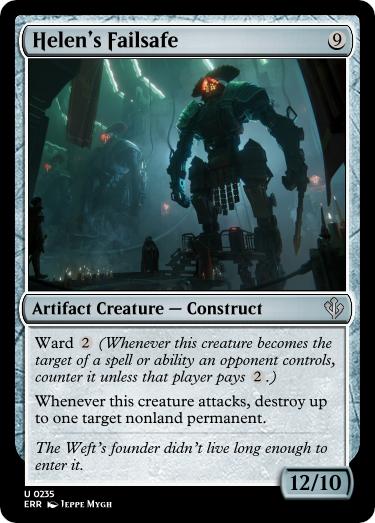 Helen's Failsafe
9
Artifact Creature — Construct
Ward 2 (Whenever this creature becomes the
target of a spell or ability an opponent controls,
counter it unless that player pays 2.)
Whenever this creature attacks, destroy up
to one target nonland permanent.
The Weft's founder didn't live long enough to
enter it.
12/10
U 0235
ERR Jeppe Mygh